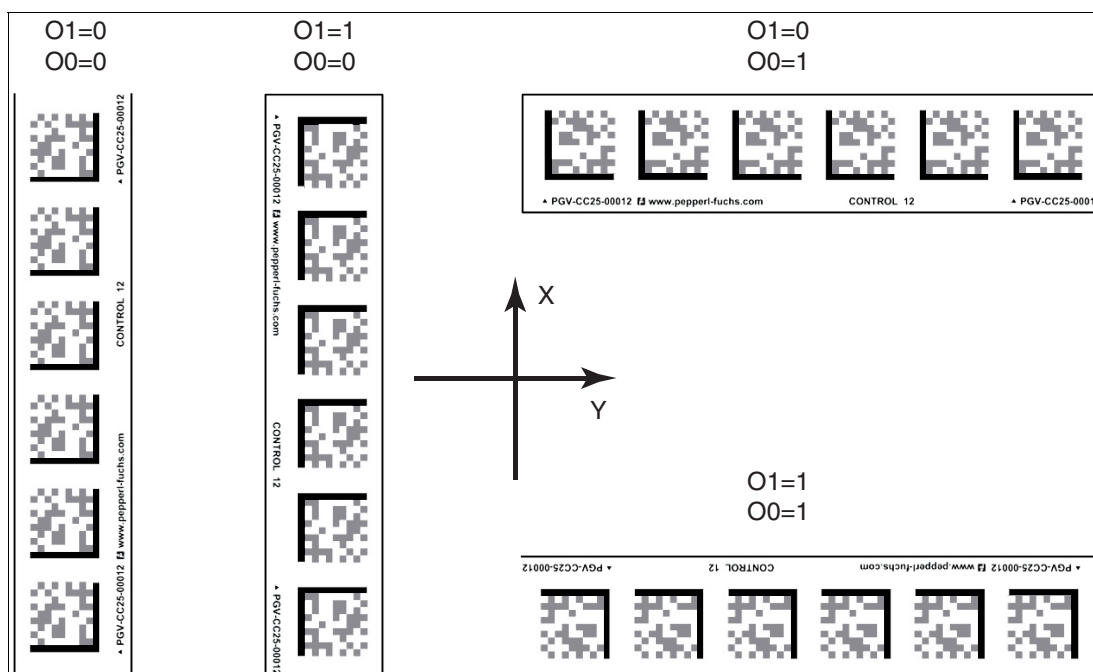 O1=0
O0=0
▲ PGV-CC25-00012 www.pepperl-fuchs.com CONTROL 12 ▲ PGV-CC25-00012
O1=1
O0=0
▲ PGV-CC25-00012 www.pepperl-fuchs.com CONTROL 12 ▲ PGV-CC25-00012
O1=0
O0=1
▲ PGV-CC25-00012 www.pepperl-fuchs.com CONTROL 12 ▲ PGV-CC25-0001
X
Y
O1=1
O0=1
▲ PGV-CC25-00012 www.pepperl-fuchs.com CONTROL 12 ▲ PGV-CC25-00012